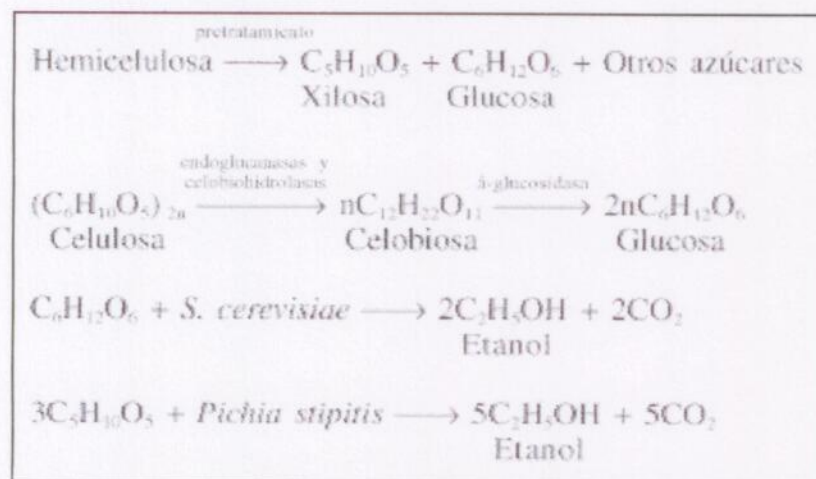 pretratamiento
Hemicelulosa ⟶ C₅H₁₀O₅ + C₆H₁₂O₆ + Otros azúcares
Xilosa Glucosa
endoglucanasas y
celobiohidrolasas á-glucosidasa
(C₆H₁₀O₅)₂ₙ ⟶ nC₁₂H₂₂O₁₁ ⟶ 2nC₆H₁₂O₆
Celulosa Celobiosa Glucosa
C₆H₁₂O₆ + S. cerevisiae ⟶ 2C₂H₅OH + 2CO₂
Etanol
3C₅H₁₀O₅ + Pichia stipitis ⟶ 5C₂H₅OH + 5CO₂
Etanol